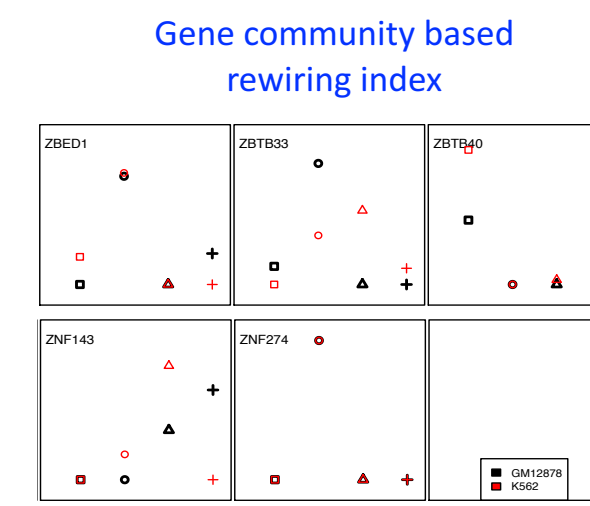 Gene community based
rewiring index
ZBED1
ZBTB33
ZBTB40
ZNF143
ZNF274
GM12878
K562